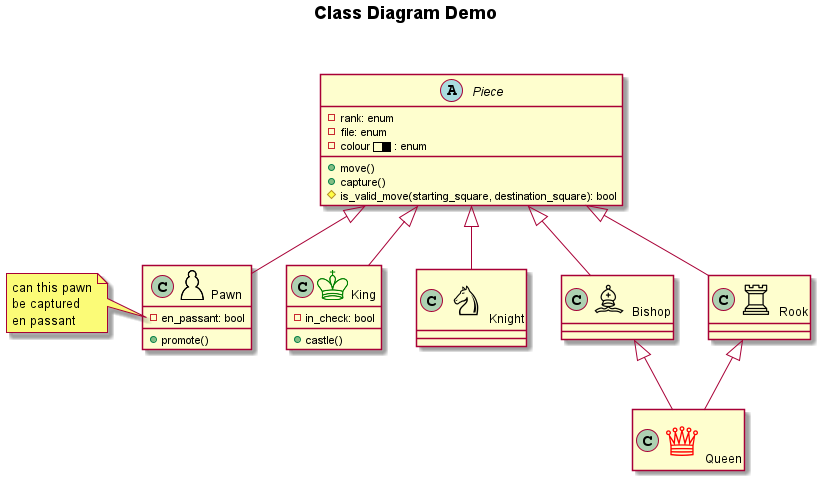 Class Diagram Demo
A Piece
rank: enum
file: enum
colour : enum
move()
capture()
is_valid_move(starting_square, destination_square): bool
can this pawn
be captured
en passant
C Pawn
en_passant: bool
promote()
C King
in_check: bool
castle()
C Knight
C Bishop
C Rook
C Queen